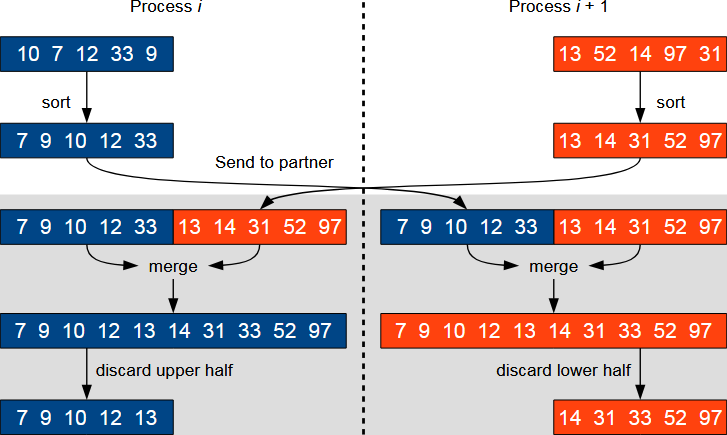 Process i
Process i + 1
10 7 12 33 9
13 52 14 97 31
sort
sort
7 9 10 12 33
13 14 31 52 97
Send to partner
7 9 10 12 33 13 14 31 52 97
7 9 10 12 33 13 14 31 52 97
merge
merge
7 9 10 12 13 14 31 33 52 97
7 9 10 12 13 14 31 33 52 97
discard upper half
discard lower half
7 9 10 12 13
14 31 33 52 97